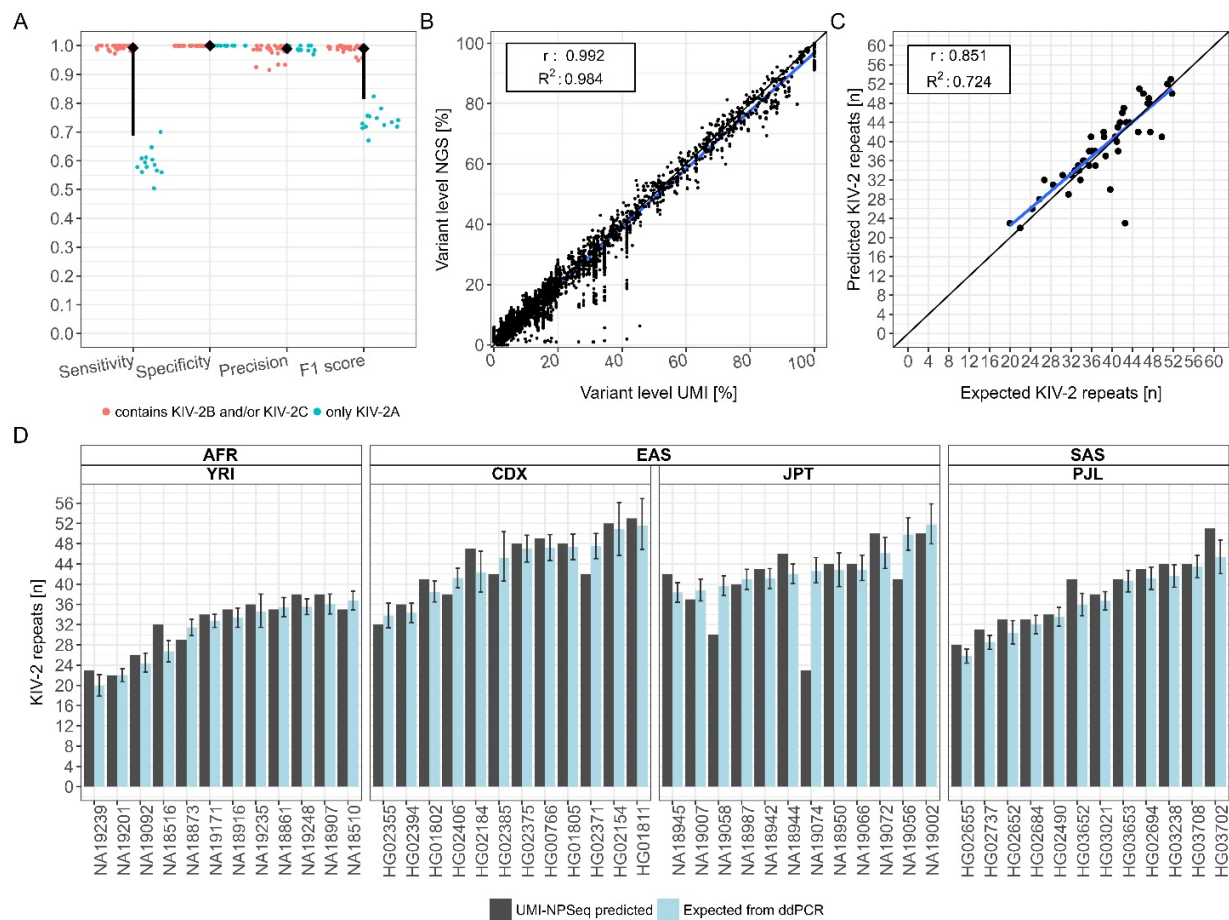 A
1.0
0.9
0.8
0.7
0.6
0.5
0.4
0.3
0.2
0.1
0.0
Sensitivity
Specificity
Precision
F1 score
contains KIV-2B and/or KIV-2C
only KIV-2A
B
r : 0.992
R²:0.984
Variant level NGS [%]
100
80
60
40
20
0
0
20
40
60
80
100
Variant level UMI [%]
C
r : 0.851
R²:0.724
Predicted KIV-2 repeats [n]
60
56
52
48
44
40
36
32
28
24
20
16
12
8
4
0
0 4 8 12 16 20 24 28 32 36 40 44 48 52 56 60
Expected KIV-2 repeats [n]
D
AFR
EAS
SAS
YRI
CDX
JPT
PJL
KIV-2 repeats [n]
56
52
48
44
40
36
32
28
24
20
16
12
8
4
0
NA19239
NA19201
NA19092
NA18516
NA18873
NA19171
NA18916
NA19235
NA18861
NA19248
NA18907
NA18510
HG02355
HG02394
HG01802
HG02406
HG02184
HG02385
HG02375
HG00766
HG01805
HG02371
HG02154
HG01811
NA18945
NA19007
NA19058
NA18987
NA18942
NA18944
NA19074
NA18950
NA19066
NA19072
NA19056
NA19002
HG02655
HG02737
HG02652
HG02684
HG02490
HG03652
HG03021
HG03653
HG02694
HG03238
HG03708
HG03702
UMI-NPSeq predicted
Expected from ddPCR